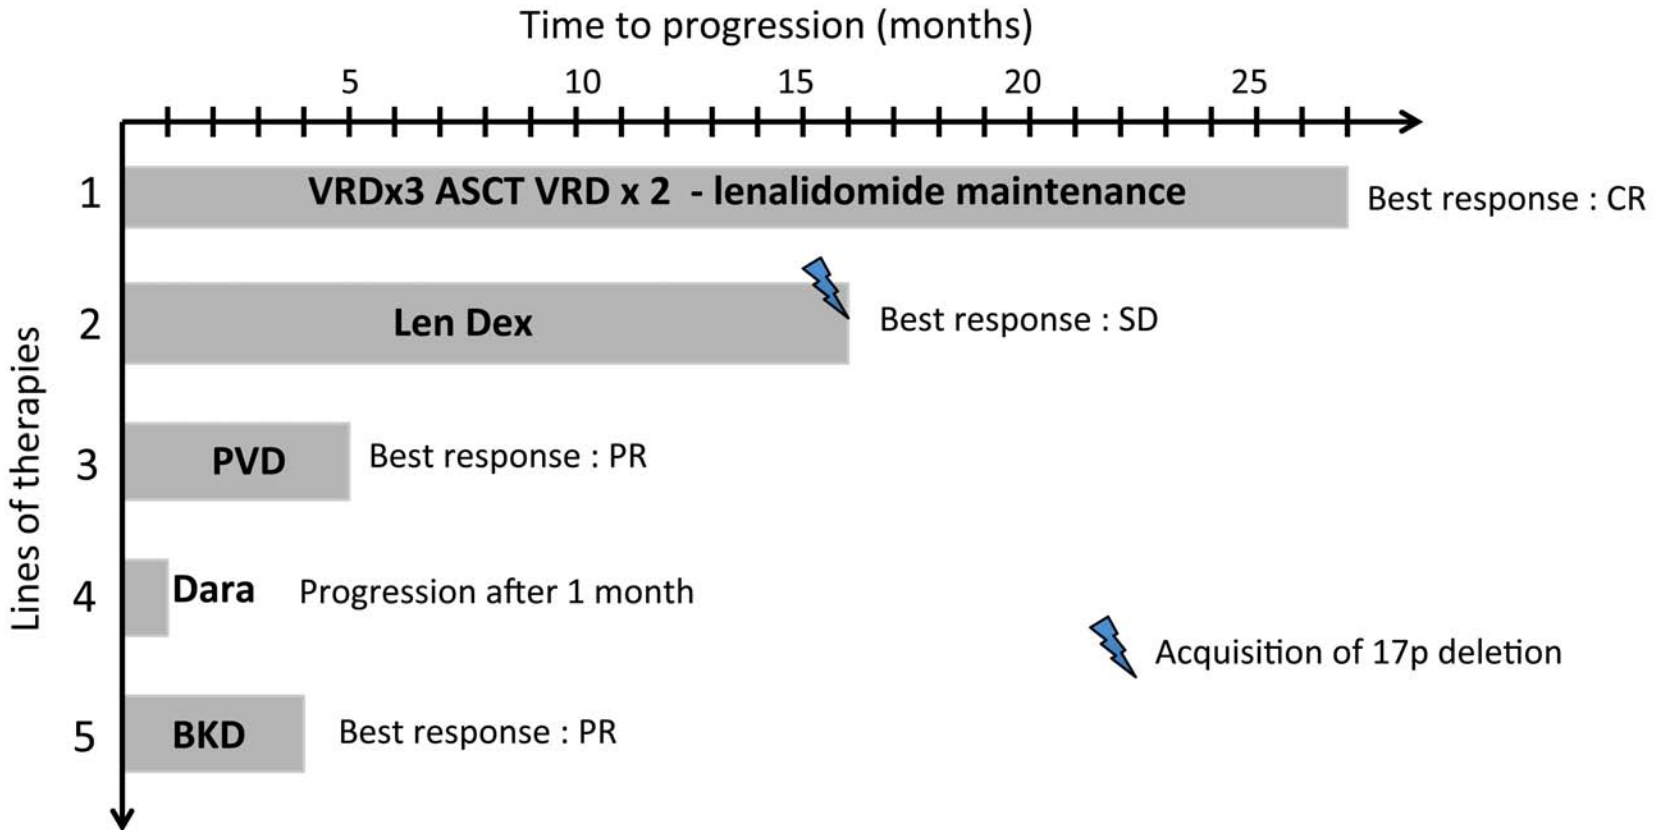 Time to progression (months)
5 10 15 20 25
Lines of therapies
1 VRDx3 ASCT VRD x 2 - lenalidomide maintenance Best response : CR
2 Len Dex Best response : SD
3 PVD Best response : PR
4 Dara Progression after 1 month
Acquisition of 17p deletion
5 BKD Best response : PR